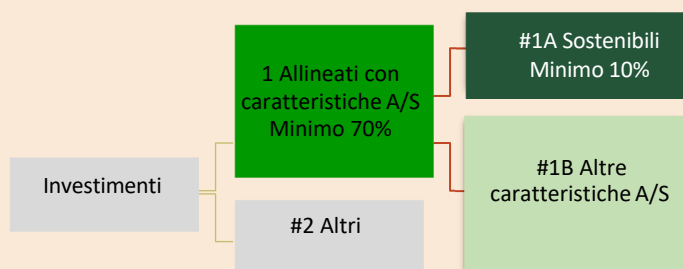 #1A Sostenibili
Minimo 10%
1 Allineati con
caratteristiche A/S
Minimo 70%
Investimenti
#1B Altre
caratteristiche A/S
#2 Altri